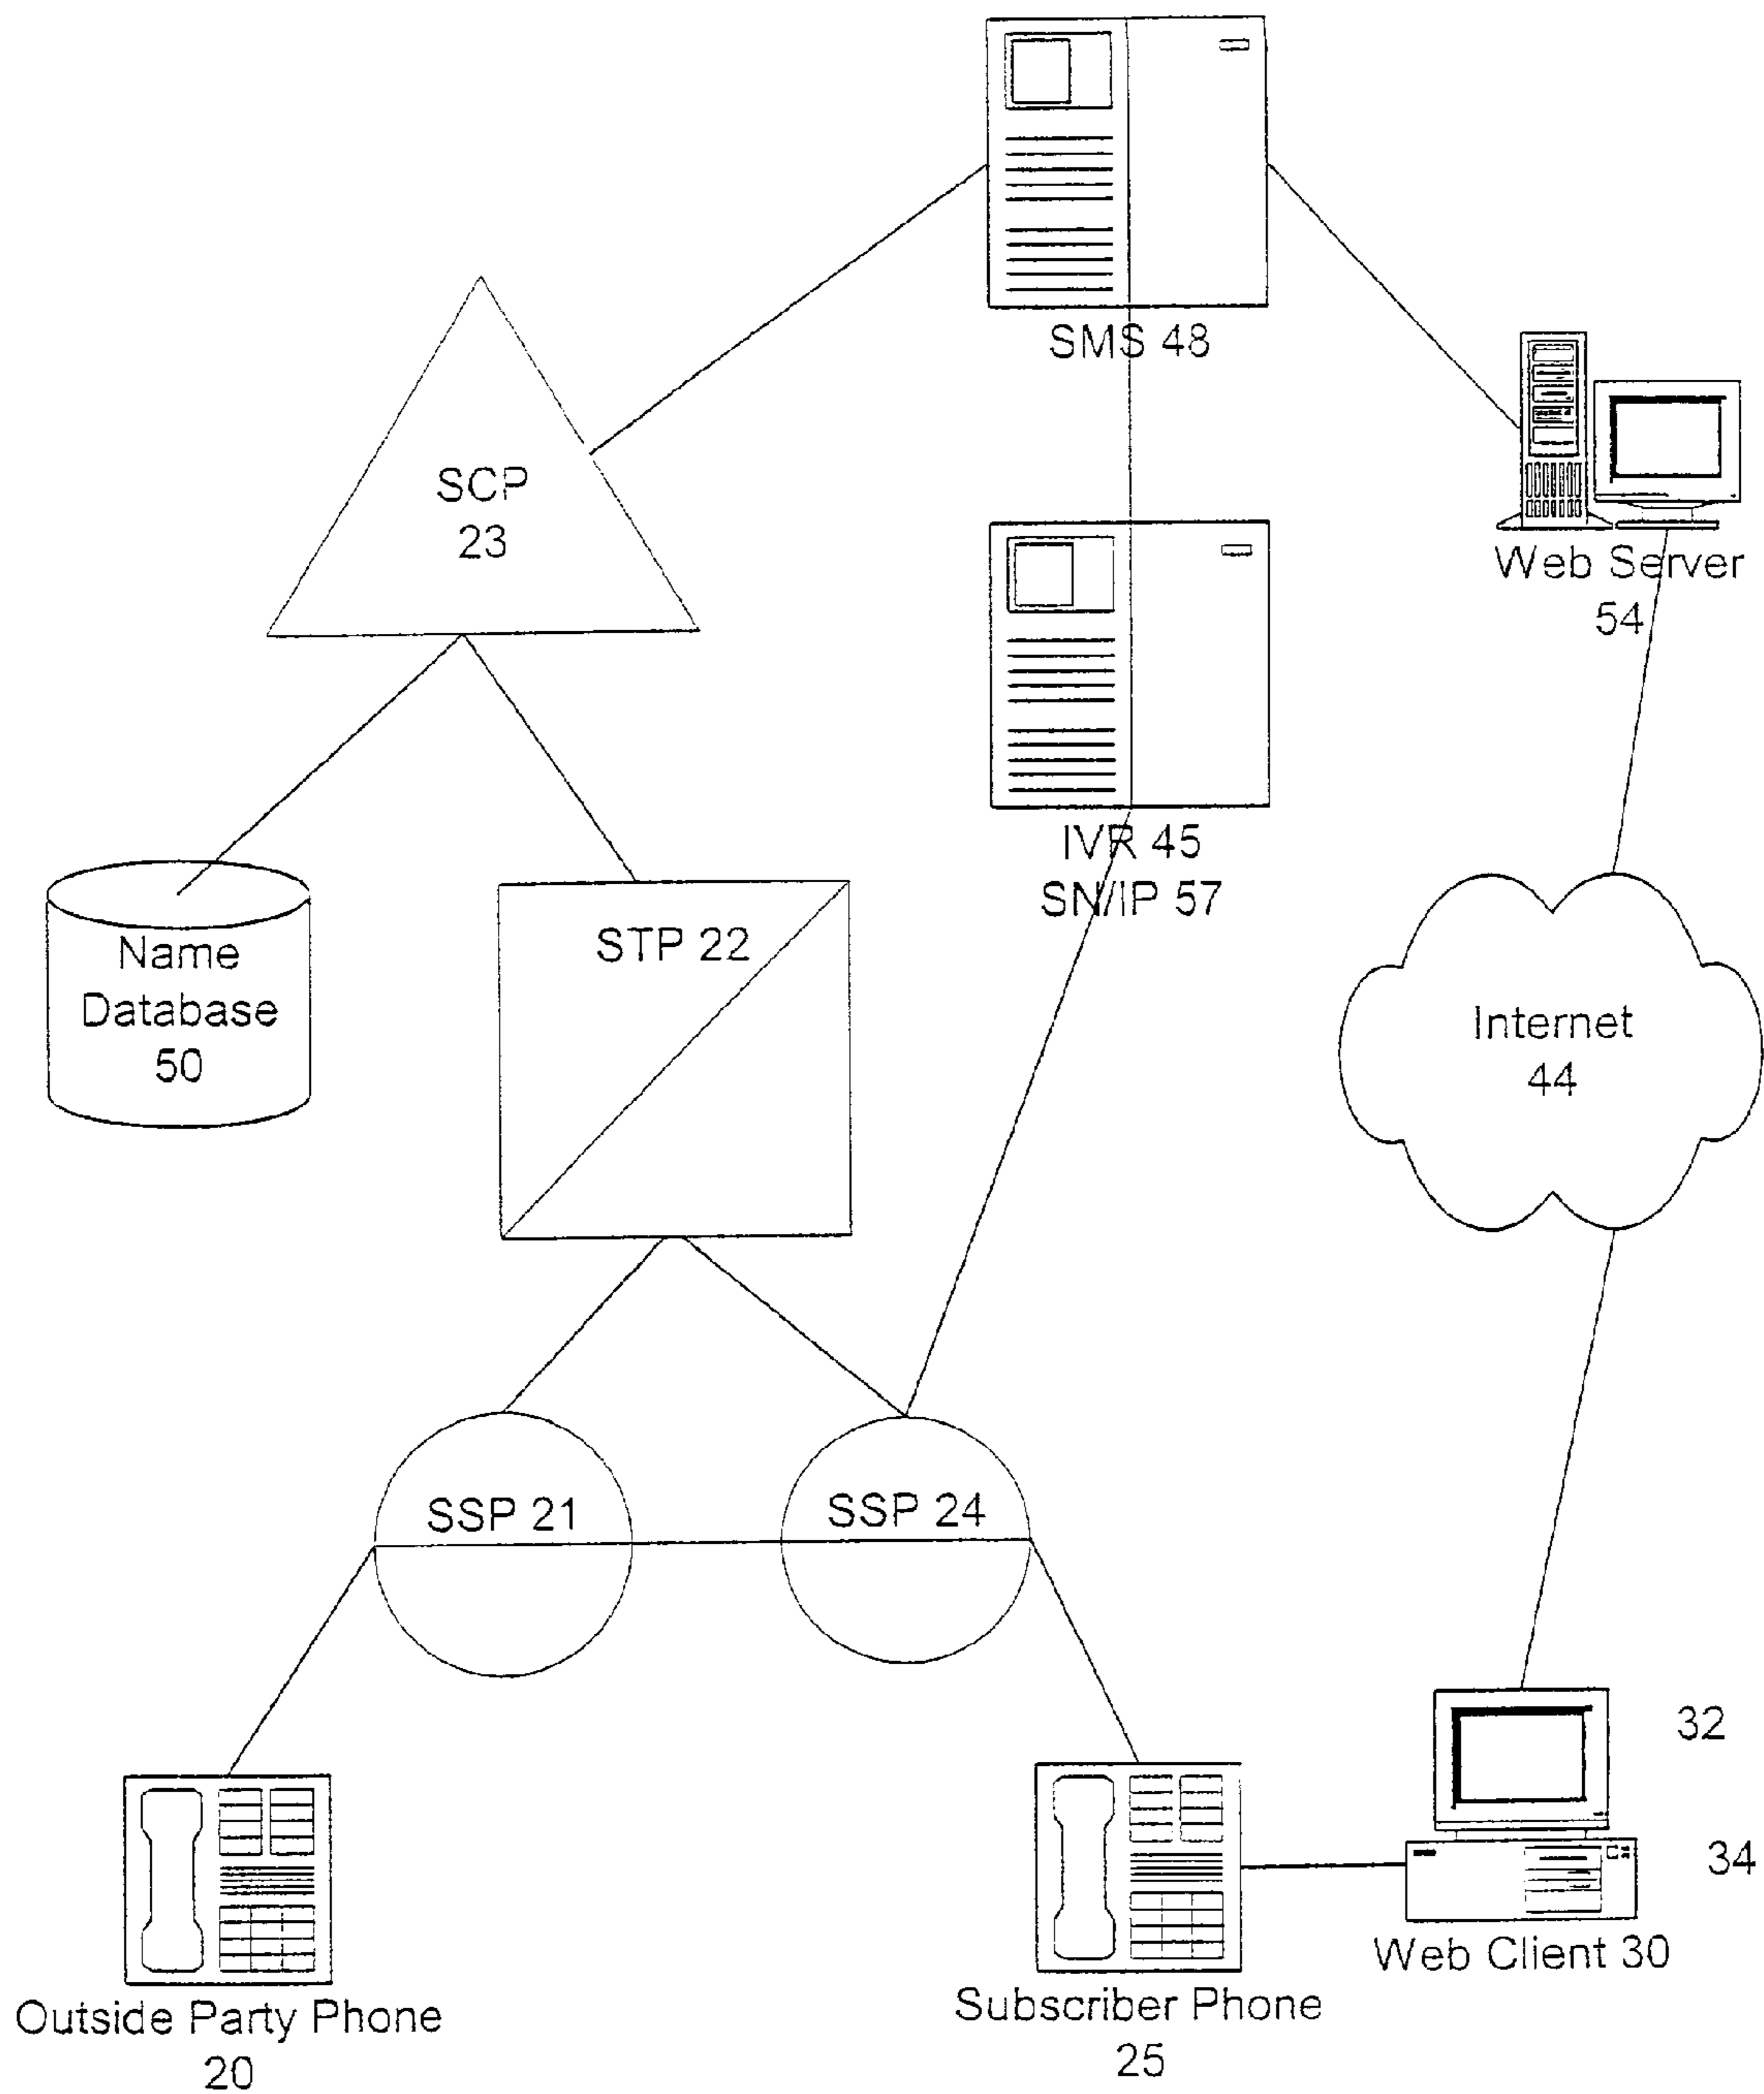 SMS 48
SCP
23
Web Server
54
IVR 45
SN/IP 57
Name
Database
50
STP 22
Internet
44
SSP 21
SSP 24
32
34
Web Client 30
Outside Party Phone
20
Subscriber Phone
25